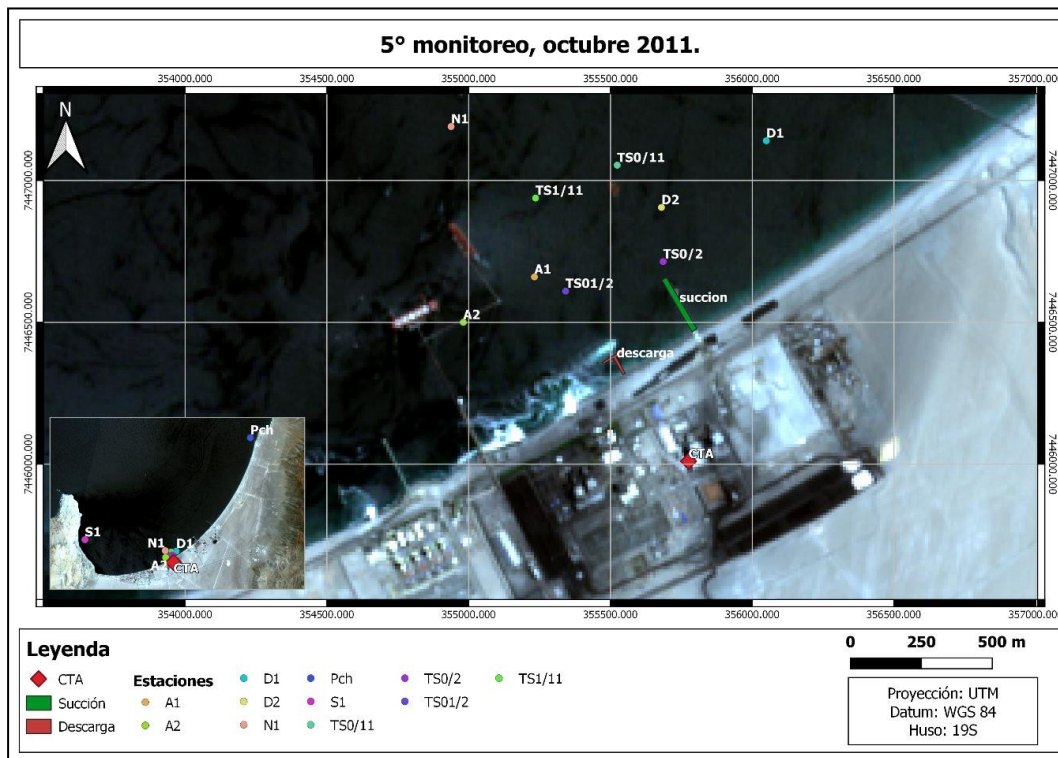 5° monitoreo, octubre 2011.
354000.000 354500.000 355000.000 355500.000 356000.000 356500.000 357000.000
N
N1
D1
TS0/11
7447000.000 7447000.000
TS1/11
D2
TS0/2
A1
TS01/2
succion
7446500.000 7446500.000
A2
descarga
Pch
CTA
7446000.000 7446000.000
S1
N1 D1
A2 CTA
354000.000 354500.000 355000.000 355500.000 356000.000 356500.000 357000.000
Leyenda
CTA
Succión
Descarga
Estaciones
A1
A2
D1
D2
N1
Pch
S1
TS0/11
TS0/2
TS01/2
TS1/11
0 250 500 m
Proyección: UTM
Datum: WGS 84
Huso: 19S